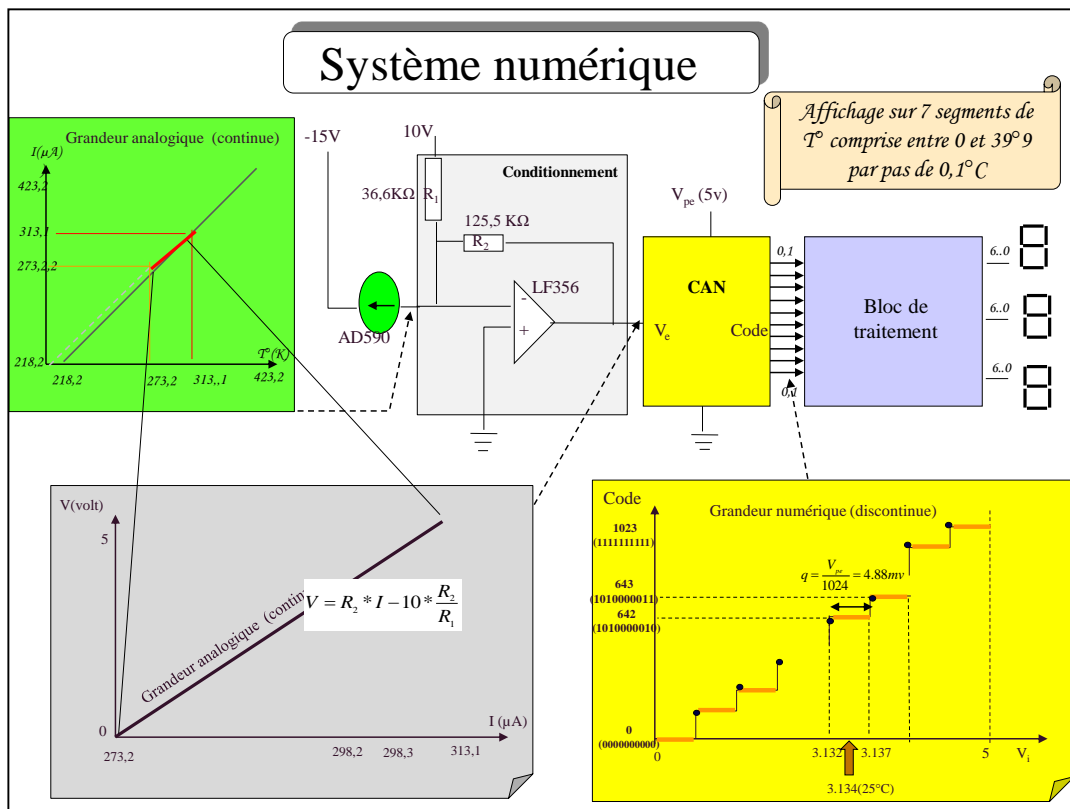 Système numérique
Affichage sur 7 segments de
T° comprise entre 0 et 39°9
par pas de 0,1°C
Grandeur analogique (continue)
I(µA)
423,2
313,1
273,2,2
218,2
T°(K)
218,2
273,2
313,,1
423,2
-15V
10V
Conditionnement
36,6KΩ R1
125,5 KΩ
R2
LF356
-
+
AD590
Vpe (5v)
CAN
Ve
Code
0,1
0,1
Bloc de
traitement
6..0
6..0
6..0
V(volt)
5
0
Grandeur analogique (contin
V = R2 * I − 10 * R2/R1
I (µA)
273,2
298,2
298,3
313,1
Code
Grandeur numérique (discontinue)
1023
(1111111111)
q = Vpe/1024 = 4.88mv
643
(1010000011)
642
(1010000010)
0
(0000000000)
0
3.132
3.137
5
Vi
3.134(25°C)